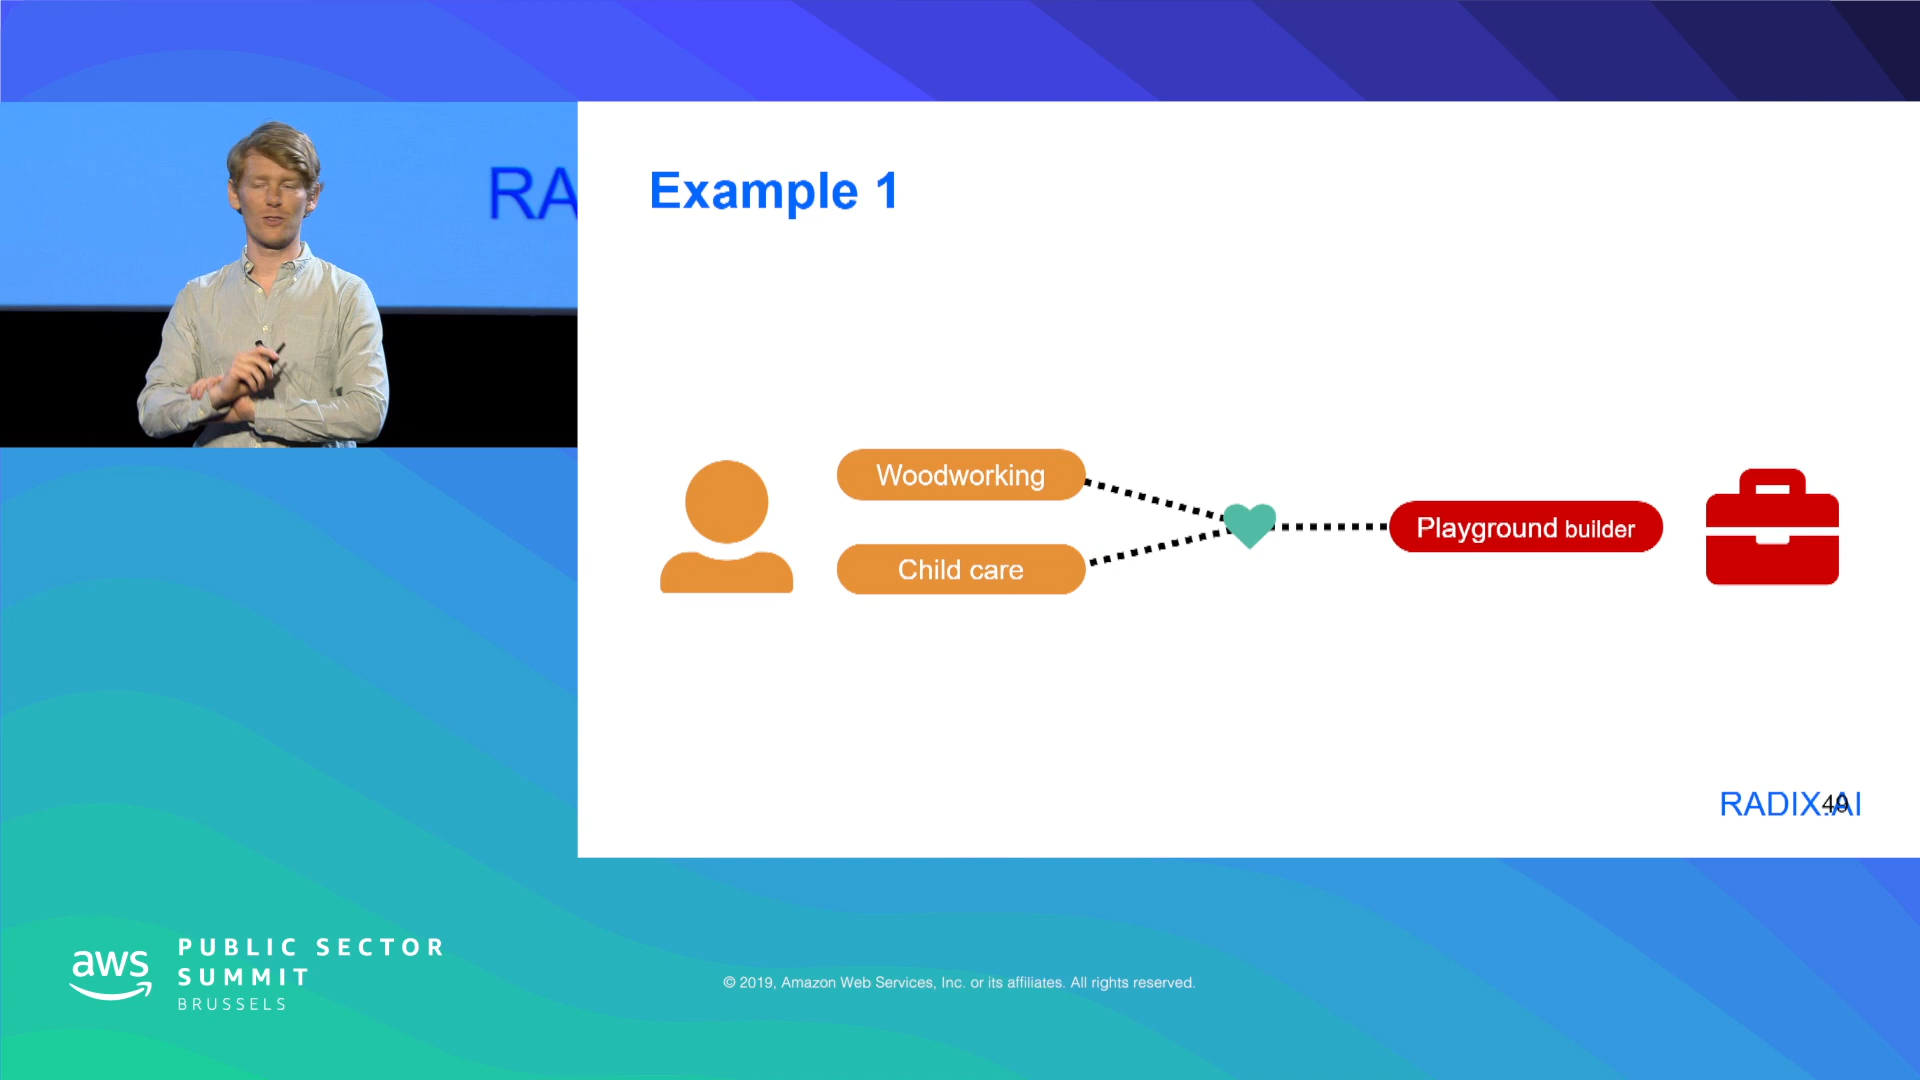 RA
Example 1
Woodworking
Child care
Playground builder
RADIX.AI
49
aws
PUBLIC SECTOR
SUMMIT
BRUSSELS
© 2019, Amazon Web Services, Inc. or its affiliates. All rights reserved.